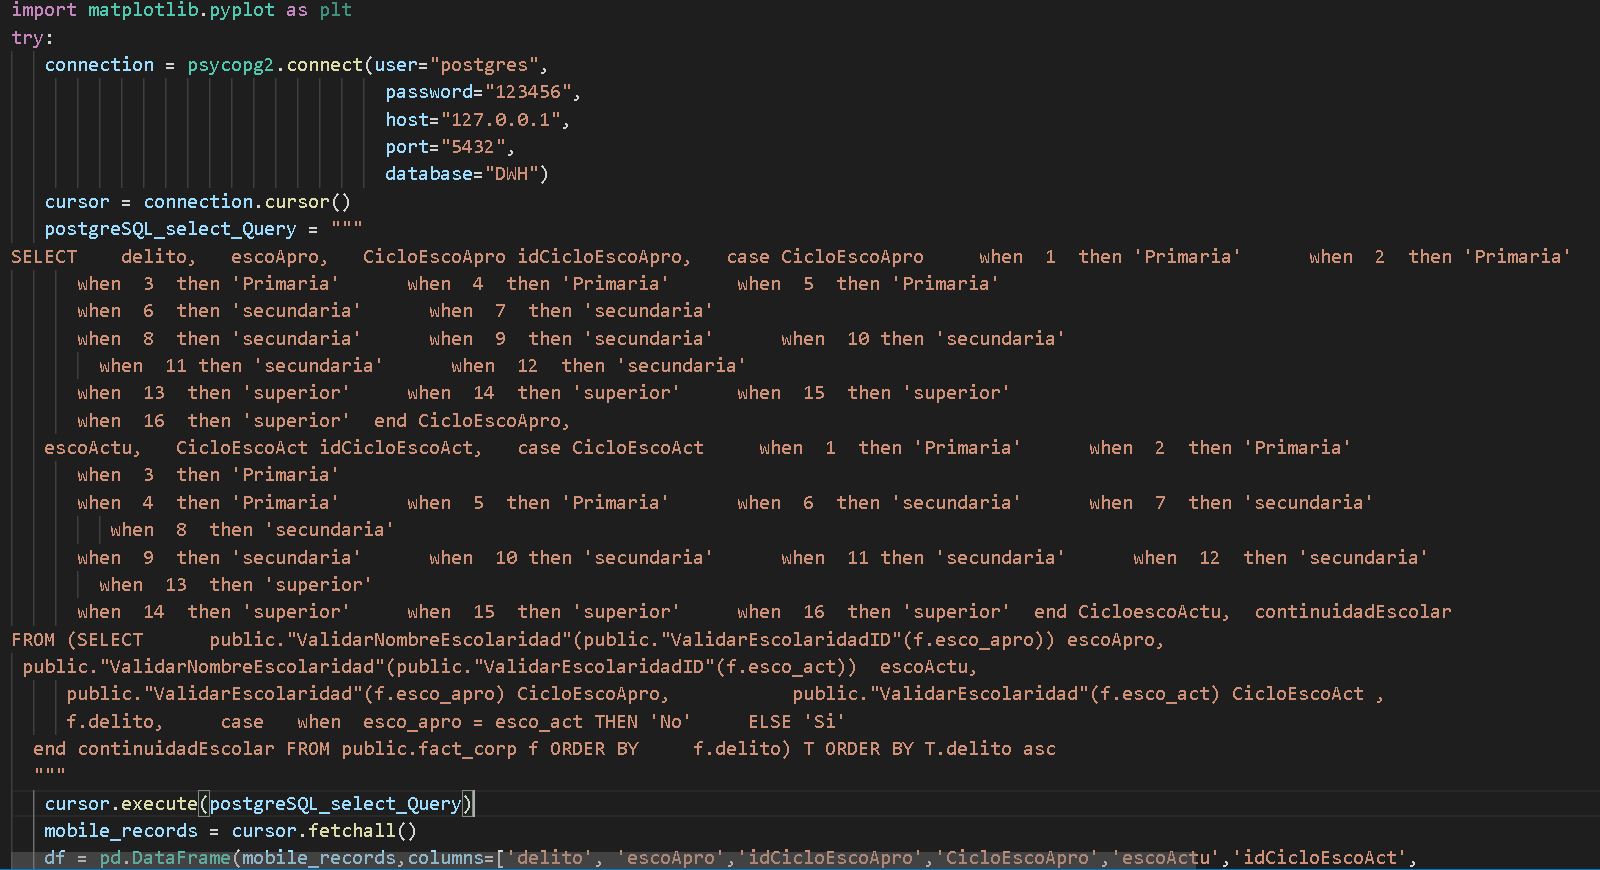 import matplotlib.pyplot as plt
try:
connection = psycopg2.connect(user="postgres",
password="123456",
host="127.0.0.1",
port="5432",
database="DWH")
cursor = connection.cursor()
postgreSQL_select_Query = """
SELECT    delito,   escoApro,   CicloEscoApro idCicloEscoApro,   case CicloEscoApro     when  1  then 'Primaria'      when  2  then 'Primaria'
when  3  then 'Primaria'      when  4  then 'Primaria'      when  5  then 'Primaria'
when  6  then 'secundaria'      when  7  then 'secundaria'
when  8  then 'secundaria'      when  9  then 'secundaria'      when  10 then 'secundaria'
when  11 then 'secundaria'      when  12  then 'secundaria'
when  13  then 'superior'     when  14  then 'superior'     when  15  then 'superior'
when  16  then 'superior'  end CicloEscoApro,
escoActu,   CicloEscoAct idCicloEscoAct,   case CicloEscoAct     when  1  then 'Primaria'      when  2  then 'Primaria'
when  3  then 'Primaria'
when  4  then 'Primaria'      when  5  then 'Primaria'      when  6  then 'secundaria'      when  7  then 'secundaria'
when  8  then 'secundaria'
when  9  then 'secundaria'      when  10 then 'secundaria'      when  11 then 'secundaria'      when  12  then 'secundaria'
when  13  then 'superior'
when  14  then 'superior'     when  15  then 'superior'     when  16  then 'superior'  end CicloescoActu,  continuidadEscolar
FROM (SELECT      public."ValidarNombreEscolaridad"(public."ValidarEscolaridadID"(f.esco_apro)) escoApro,
public."ValidarNombreEscolaridad"(public."ValidarEscolaridadID"(f.esco_act))  escoActu,
public."ValidarEscolaridad"(f.esco_apro) CicloEscoApro,           public."ValidarEscolaridad"(f.esco_act) CicloEscoAct ,
f.delito,     case   when  esco_apro = esco_act THEN 'No'     ELSE 'Si'
end continuidadEscolar FROM public.fact_corp f ORDER BY     f.delito) T ORDER BY T.delito asc
"""
cursor.execute(postgreSQL_select_Query)
mobile_records = cursor.fetchall()
df = pd.DataFrame(mobile_records,columns=['delito', 'escoApro','idCicloEscoApro','CicloEscoApro','escoActu','idCicloEscoAct',